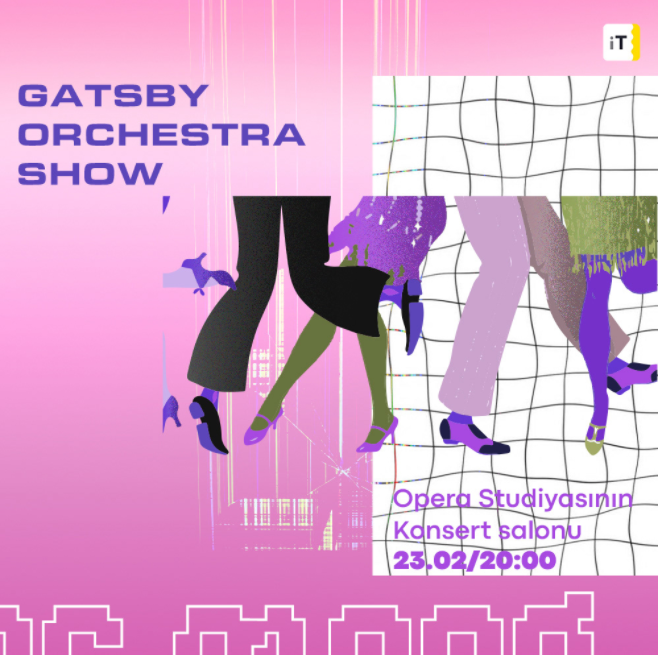 iT
GATSBY
ORCHESTRA
SHOW
Opera Studiyasının
Konsert salonu
23.02/20:00